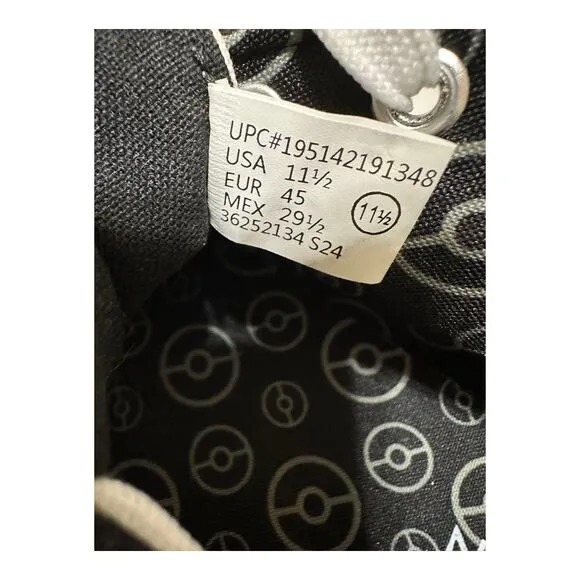 UPC#195142191348
USA 11½
EUR 45
MEX 29½
11½
36252134 S24